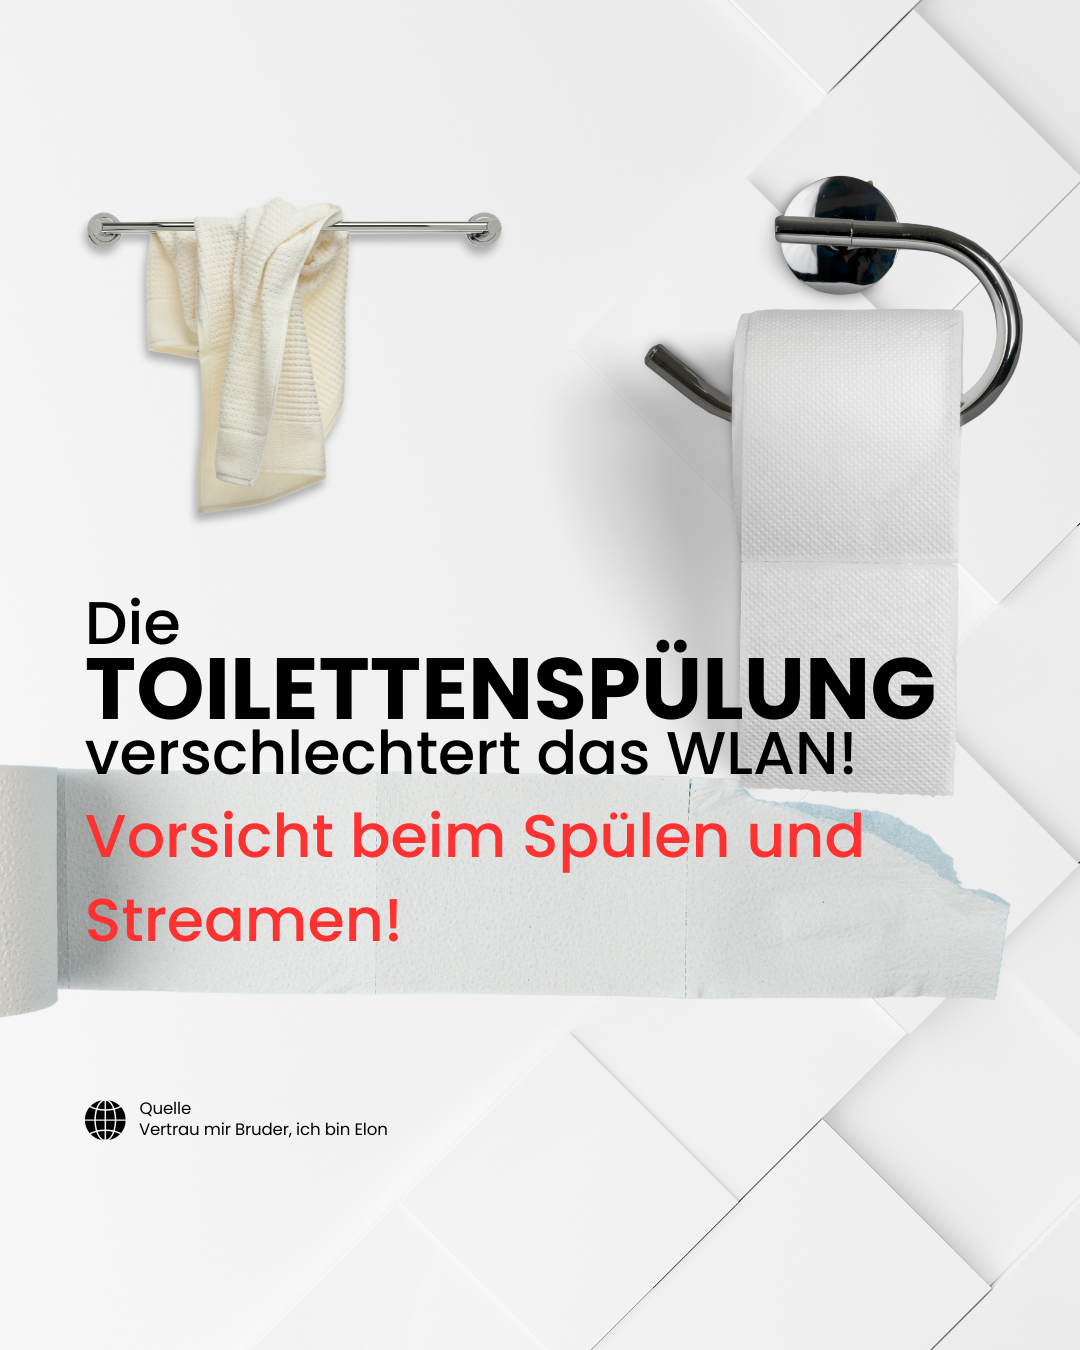 Die
TOILETTENSPÜLUNG
verschlechtert das WLAN!
Vorsicht beim Spülen und
Streamen!
Quelle
Vertrau mir Bruder, ich bin Elon